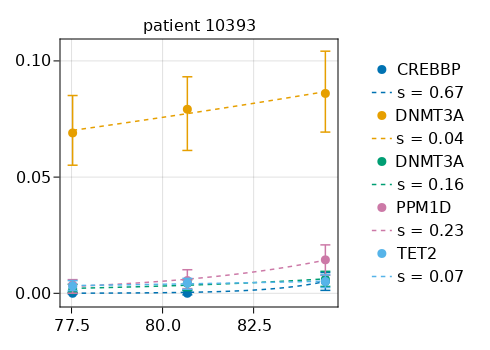 patient 10393
0.10
0.05
0.00
77.5 80.0 82.5
CREBBP
s = 0.67
DNMT3A
s = 0.04
DNMT3A
s = 0.16
PPM1D
s = 0.23
TET2
s = 0.07